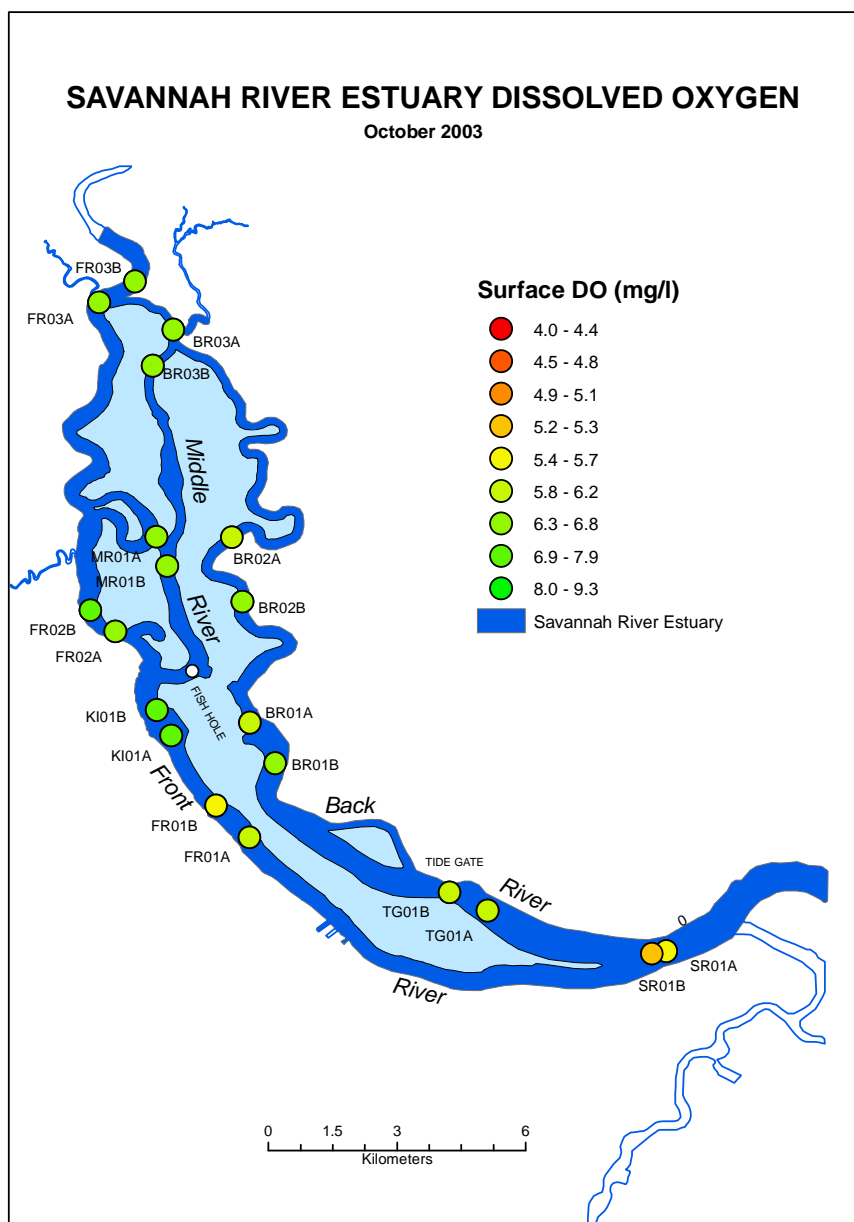 SAVANNAH RIVER ESTUARY DISSOLVED OXYGEN
October 2003
FR03B
FR03A
BR03A
BR03B
Surface DO (mg/l)
4.0 - 4.4
4.5 - 4.8
4.9 - 5.1
5.2 - 5.3
5.4 - 5.7
5.8 - 6.2
6.3 - 6.8
6.9 - 7.9
8.0 - 9.3
Savannah River Estuary
Middle
River
MR01A
MR01B
BR02A
BR02B
FR02B
FR02A
FISH HOLE
KI01B
KI01A
BR01A
BR01B
Front
River
FR01B
FR01A
Back
River
TIDE GATE
TG01B
TG01A
0
SR01A
SR01B
0 1.5 3 6
Kilometers